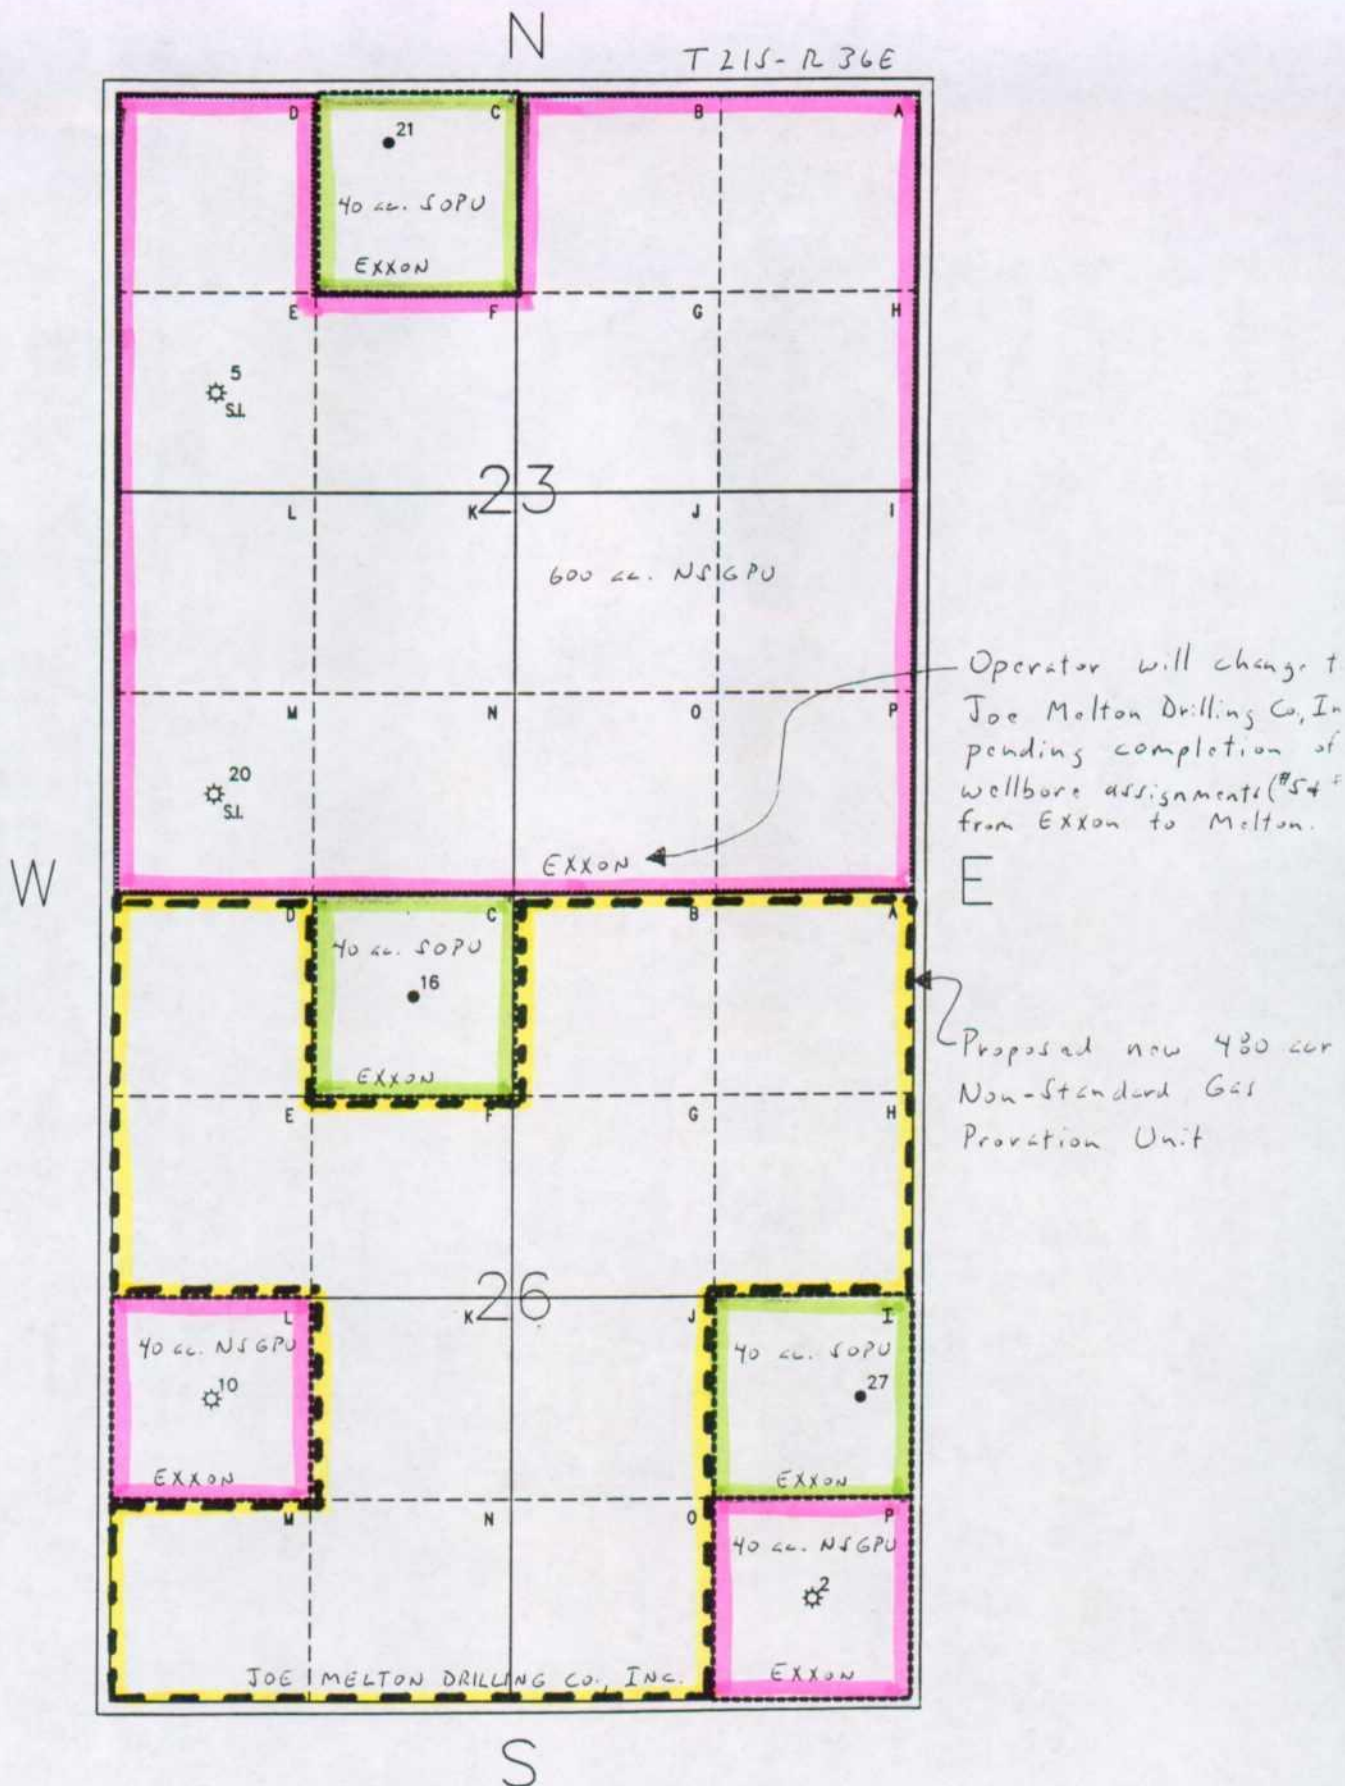 N
T 21S - R 36E
D C B A
21
40 ac. SOPU
EXXON
E F G H
5
S.I.
23
L K J I
600 ac. NSGPU
Operator will change
Joe Melton Drilling Co., In
pending completion of
wellbore assignments (#5 &
from Exxon to Melton.
M N O P
20
S.I.
EXXON
W
E
D C B A
40 ac. SOPU
16
EXXON
Proposed new 480 acr
Non-Standard Gas
Proration Unit
E F G H
26
L K J I
40 ac. NSGPU
10
EXXON
40 ac. SOPU
27
EXXON
M N O P
40 ac. NSGPU
2
EXXON
JOE MELTON DRILLING CO., INC.
S